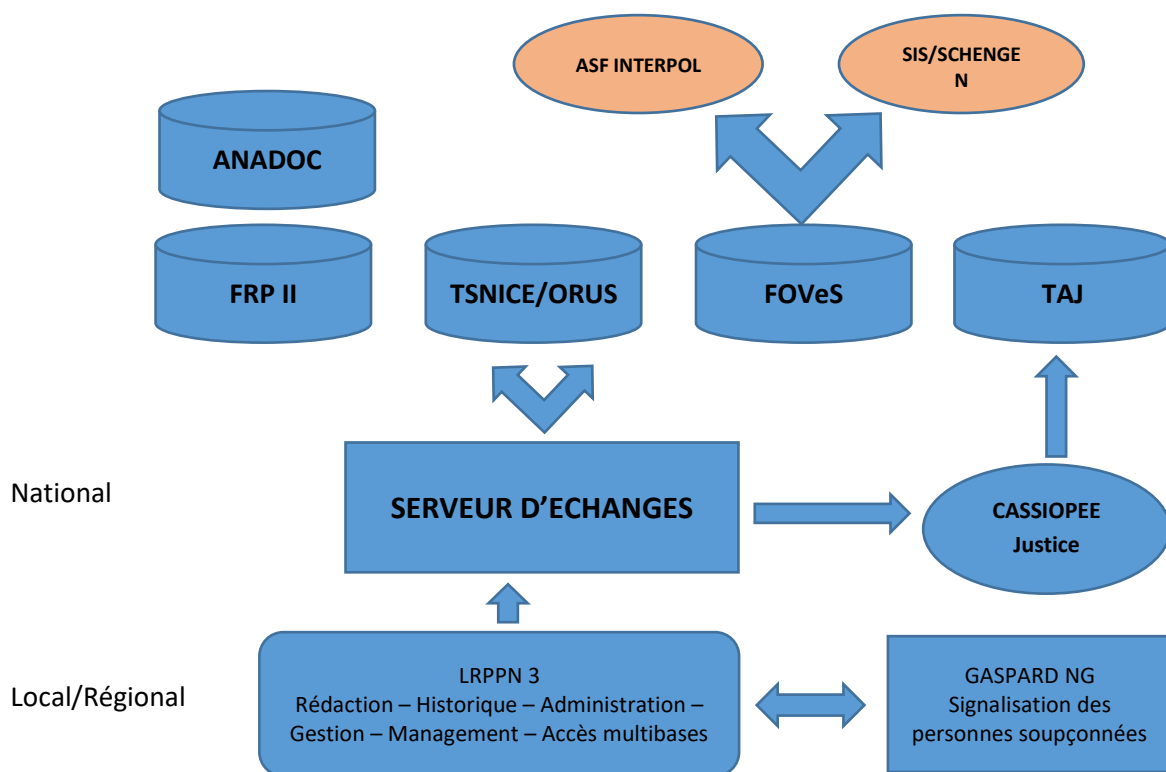 ASF INTERPOL
SIS/SCHENGE
N
ANADOC
FRP II
TSNICE/ORUS
FOVeS
TAJ
National
SERVEUR D’ECHANGES
CASSIOPEE
Justice
Local/Régional
LRPPN 3
Rédaction – Historique – Administration –
Gestion – Management – Accès multibases
GASPARD NG
Signalisation des
personnes soupçonnées